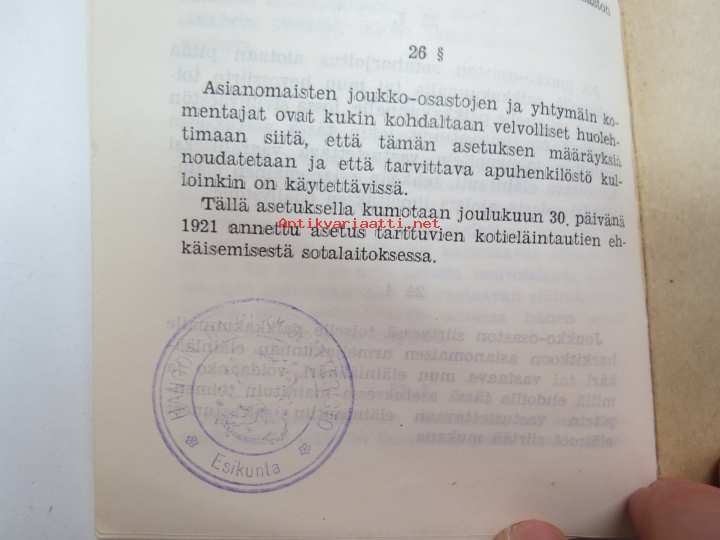 26 §
Asianomaisten joukko-osastojen ja yhtymäin ko-
mentajat ovat kukin kohdaltaan velvolliset huoleh-
timaan siitä, että tämän asetuksen määräyksiä
noudatetaan ja että tarvittava apuhenkilöstö kul-
loinkin on käytettävissä.
Tällä asetuksella kumotaan joulukuun 30. päivänä
1921 annettu asetus tarttuvien kotieläintautien eh-
käisemisestä sotalaitoksessa.
Antikvariaatti.net
Esikunta